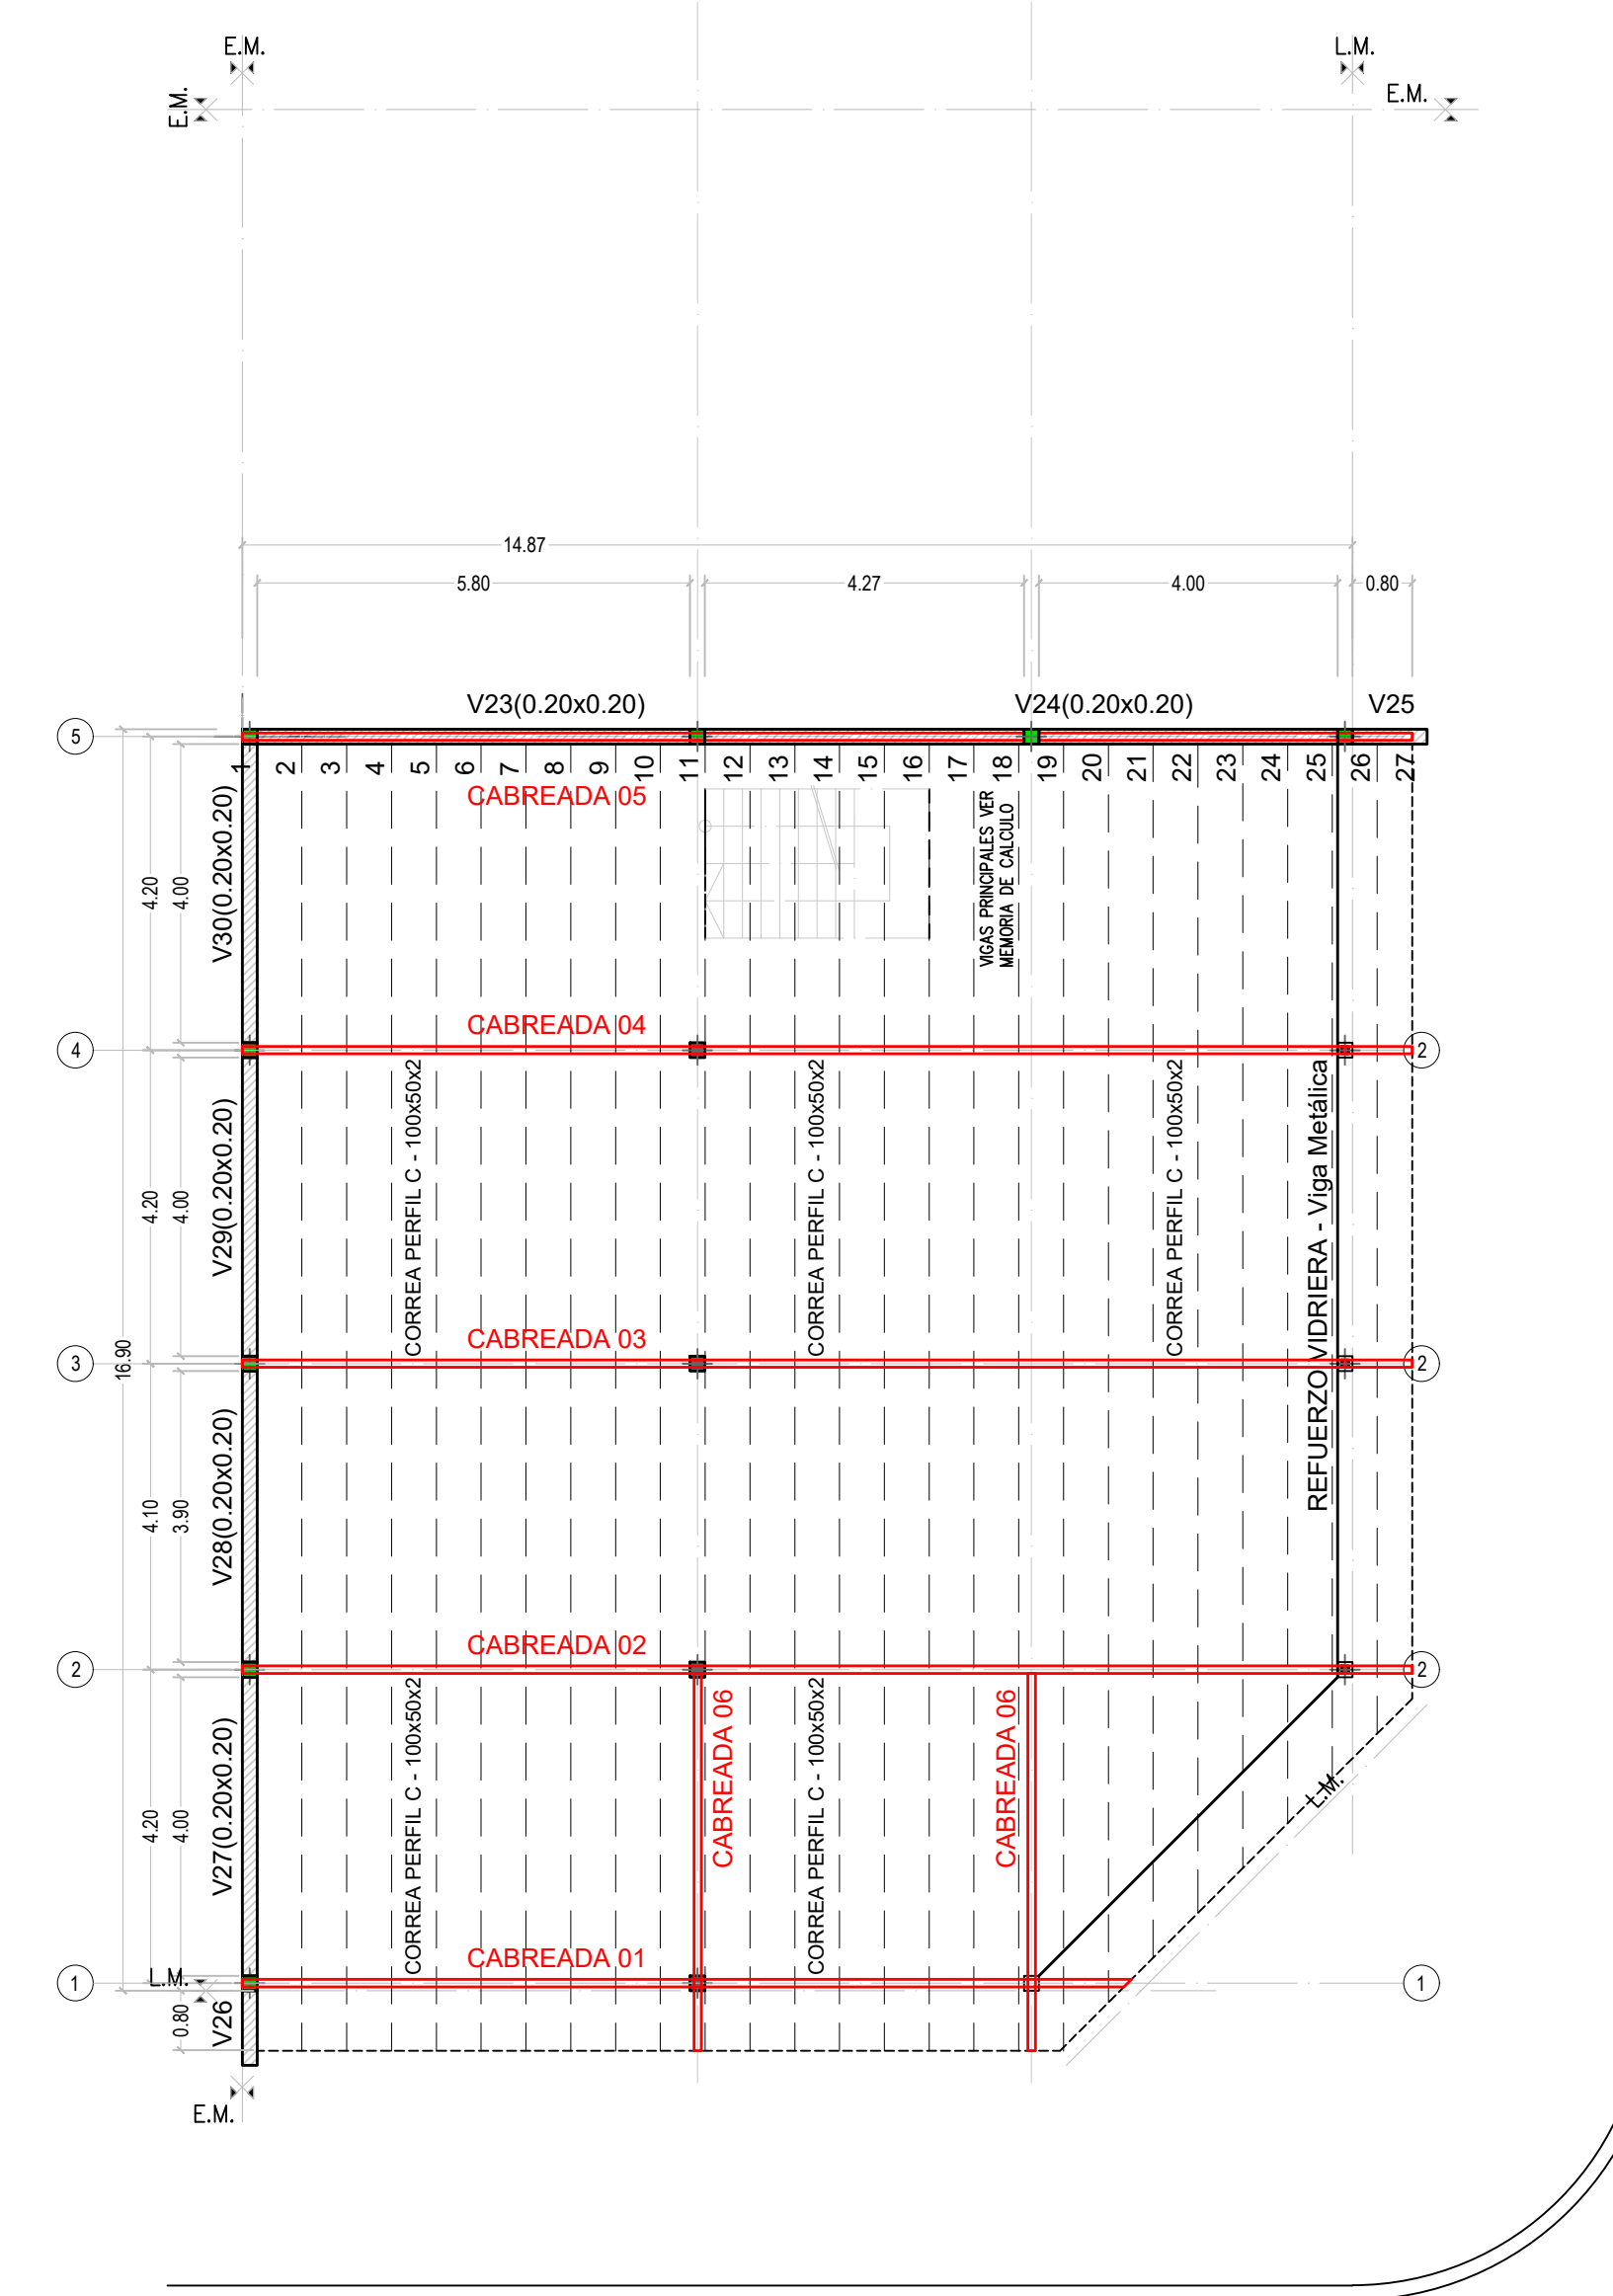 E.M.
L.M.
E.M.
E.M.
14.87
5.80
4.27
4.00
0.80
V23(0.20x0.20)
V24(0.20x0.20)
V25
5
1
2
3
4
5
6
7
8
9
10
11
12
13
14
15
16
17
18
19
20
21
22
23
24
25
26
27
CABREADA 05
VIGAS PRINCIPALES VER
MEMORIA DE CALCULO
4.20
4.00
V30(0.20x0.20)
CABREADA 04
4
2
CORREA PERFIL C - 100x50x2
CORREA PERFIL C - 100x50x2
CORREA PERFIL C - 100x50x2
REFUERZO VIDRIERA - Viga Metálica
4.20
4.00
V29(0.20x0.20)
16.90
CABREADA 03
3
2
4.10
3.90
V28(0.20x0.20)
CABREADA 02
2
2
CABREADA 06
CABREADA 06
CORREA PERFIL C - 100x50x2
CORREA PERFIL C - 100x50x2
4.20
4.00
V27(0.20x0.20)
L.M.
CABREADA 01
1
L.M.
1
0.80
V26
E.M.